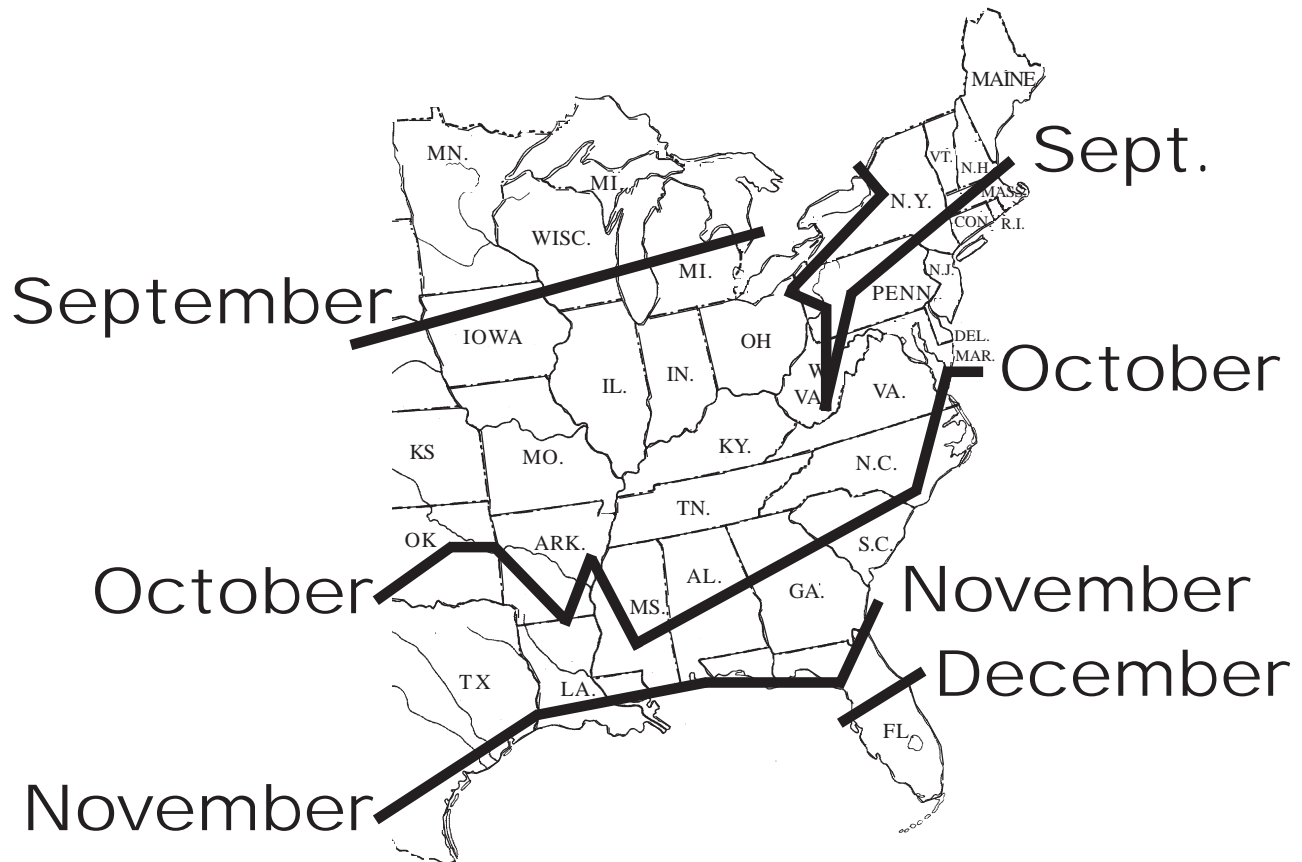 MAINE
Sept.
MN.
VT.
N.H
MI.
MASS.
N.Y.
CON.
R.I.
WISC.
MI.
N.J.
PENN.
September
IOWA
OH
DEL.
MAR.
October
W
VA.
VA.
IL.
IN.
KS
MO.
KY.
N.C.
TN.
OK
ARK.
S.C.
AL.
GA.
MS.
October
November
TX
LA.
December
FL.
November